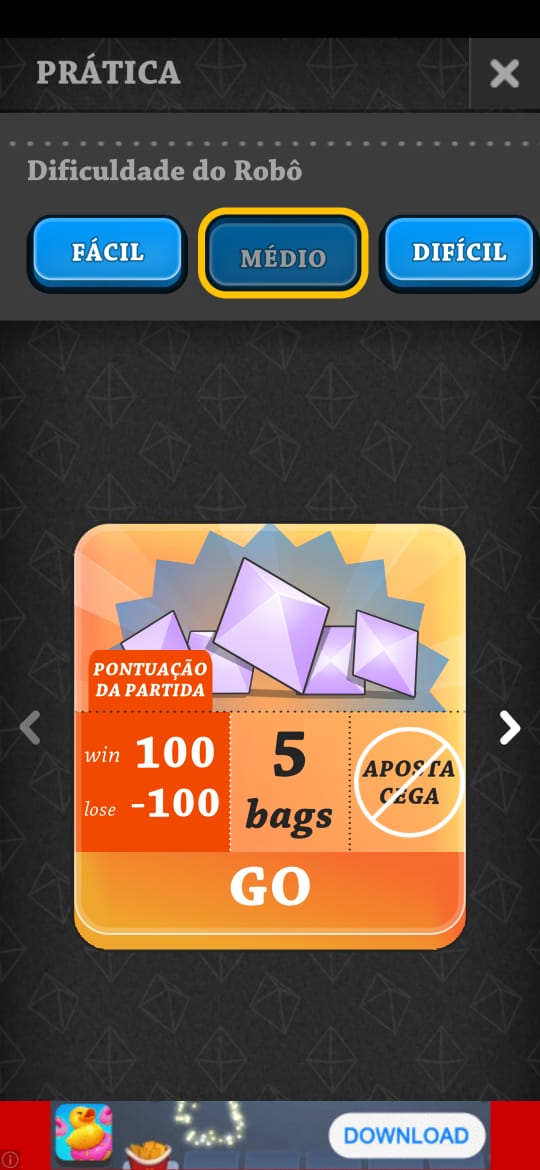 PRÁTICA
Dificuldade do Robô
FÁCIL
MÉDIO
DIFÍCIL
PONTUAÇÃO
DA PARTIDA
win 100
lose -100
5
bags
APOSTA
CEGA
GO
DOWNLOAD